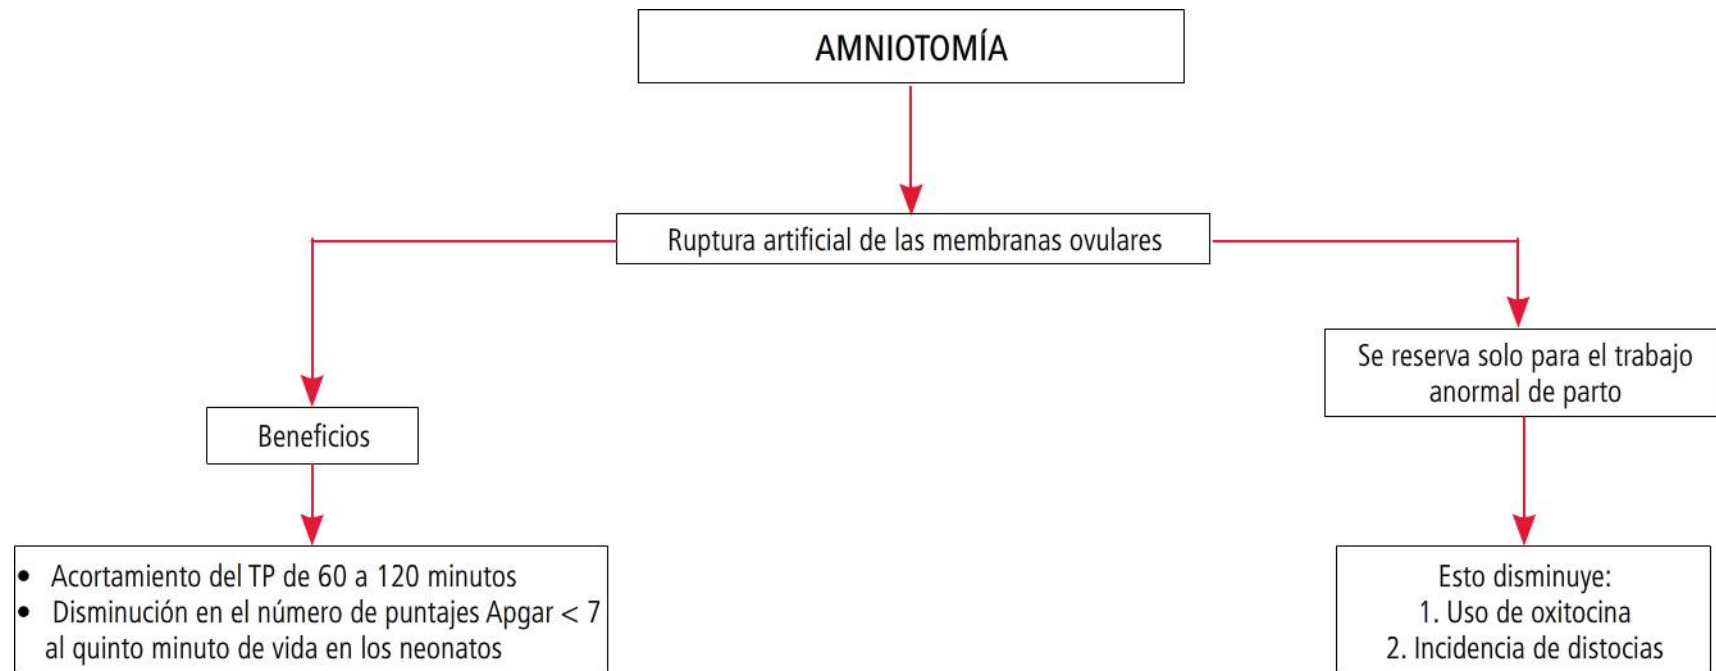 AMNIOTOMÍA
Ruptura artificial de las membranas ovulares
Se reserva solo para el trabajo
anormal de parto
Beneficios
• Acortamiento del TP de 60 a 120 minutos
• Disminución en el número de puntajes Apgar < 7
al quinto minuto de vida en los neonatos
Esto disminuye:
1. Uso de oxitocina
2. Incidencia de distocias